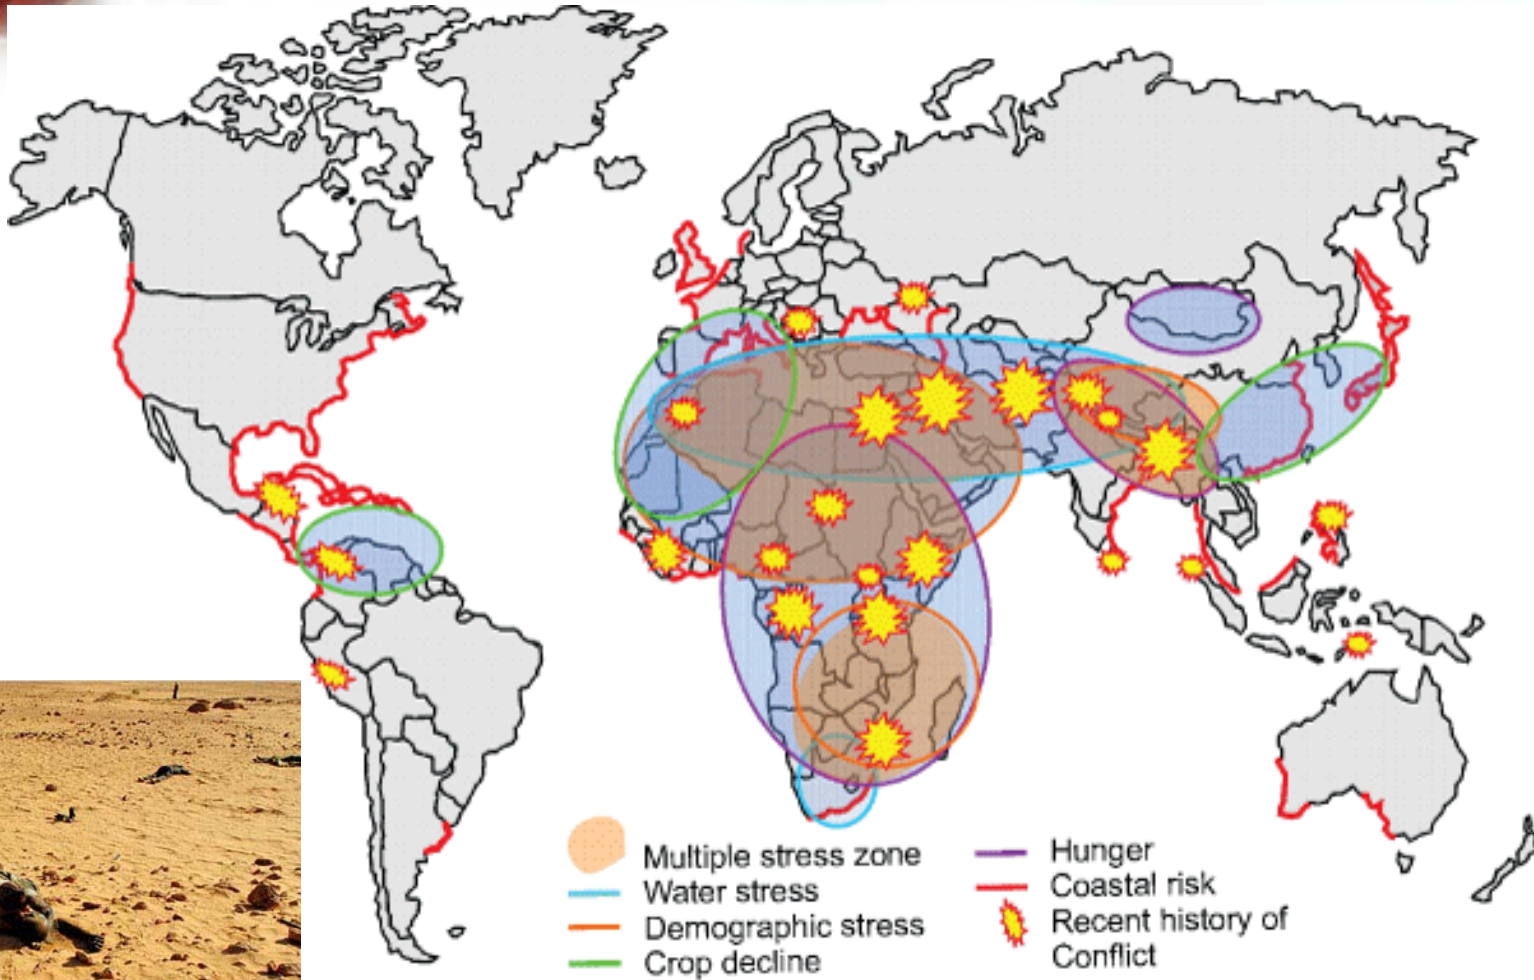 Multiple stress zone
Water stress
Demographic stress
Crop decline
Hunger
Coastal risk
Recent history of
Conflict